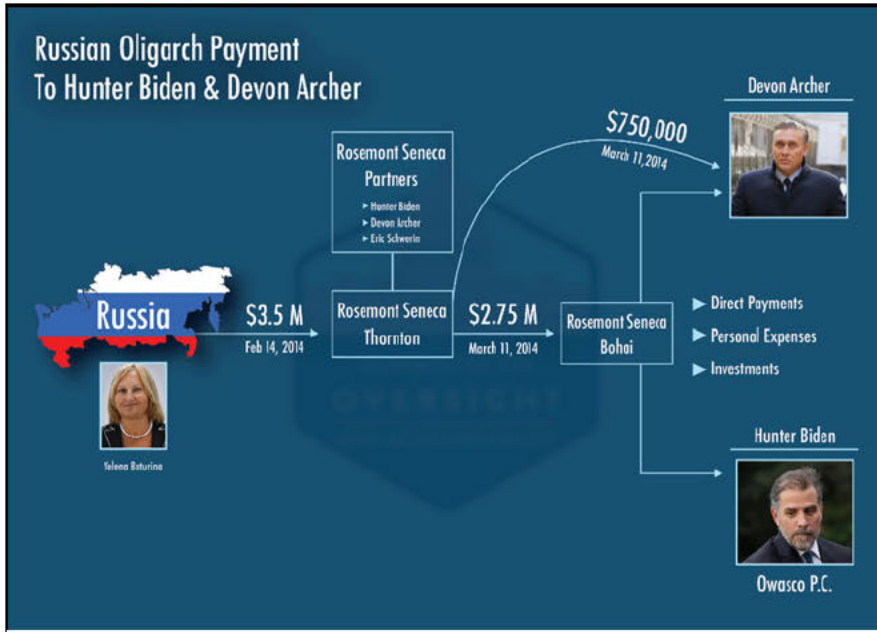 Russian Oligarch Payment
To Hunter Biden & Devon Archer
Devon Archer
$750,000
March 11, 2014
Rosemont Seneca
Partners
Hunter Biden
Devon Archer
Eric Schwerin
Russia
$3.5 M
Feb 14, 2014
Rosemont Seneca
Thornton
$2.75 M
March 11, 2014
Rosemont Seneca
Bohai
Direct Payments
Personal Expenses
Investments
Yelena Baturina
OVERSIGHT
Hunter Biden
Owasco P.C.